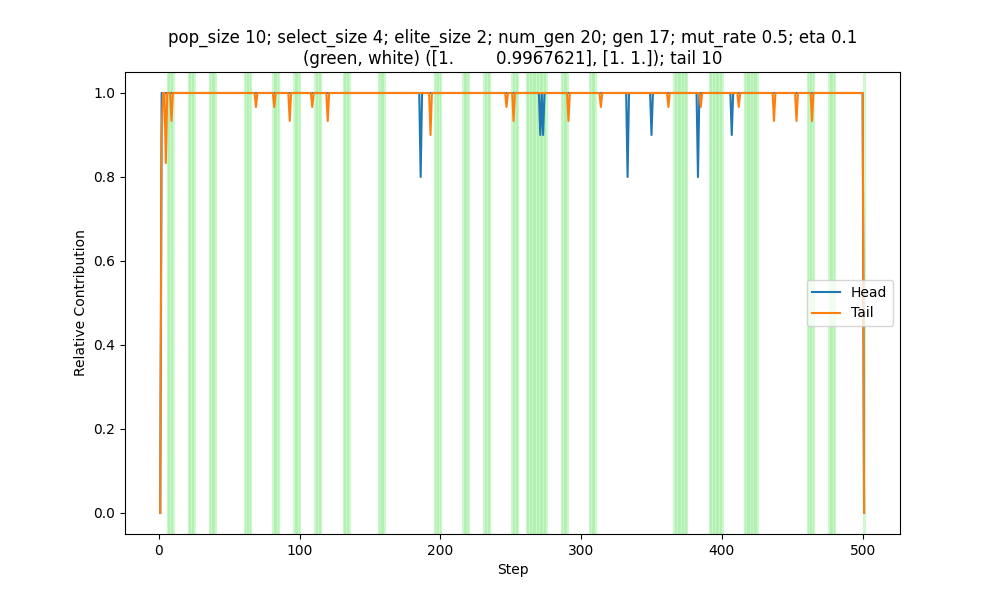 pop_size 10; select_size 4; elite_size 2; num_gen 20; gen 17; mut_rate 0.5; eta 0.1
(green, white) ([1.        0.9967621], [1. 1.]); tail 10
1.0
0.8
0.6
0.4
0.2
0.0
Relative Contribution
Head
Tail
0
100
200
300
400
500
Step